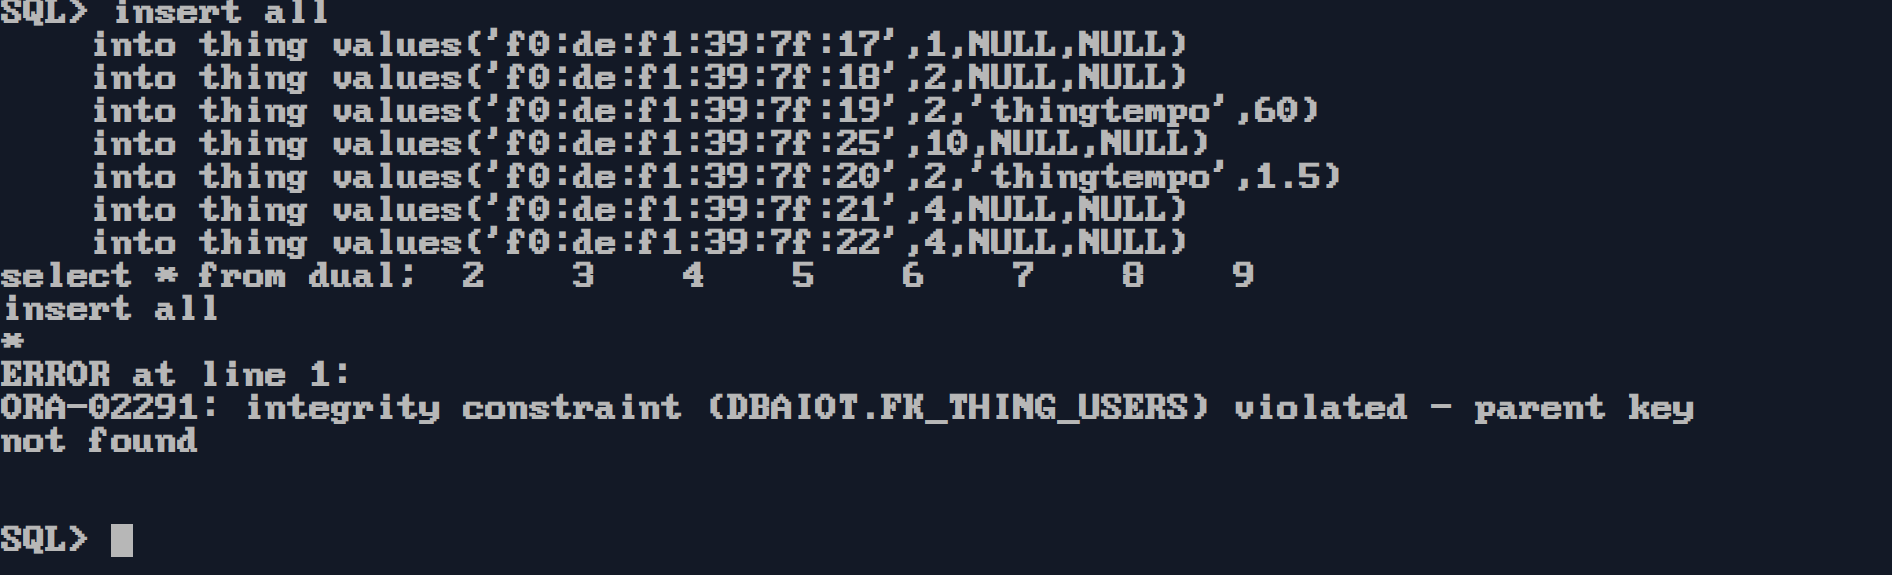 SQL> insert all
into thing values('f0:de:f1:39:7f:17',1,NULL,NULL)
into thing values('f0:de:f1:39:7f:18',2,NULL,NULL)
into thing values('f0:de:f1:39:7f:19',2,'thingtempo',60)
into thing values('f0:de:f1:39:7f:25',10,NULL,NULL)
into thing values('f0:de:f1:39:7f:20',2,'thingtempo',1.5)
into thing values('f0:de:f1:39:7f:21',4,NULL,NULL)
into thing values('f0:de:f1:39:7f:22',4,NULL,NULL)
select * from dual;  2    3    4    5    6    7    8    9
insert all
*
ERROR at line 1:
ORA-02291: integrity constraint (DBAIOT.FK_THING_USERS) violated - parent key
not found
SQL>